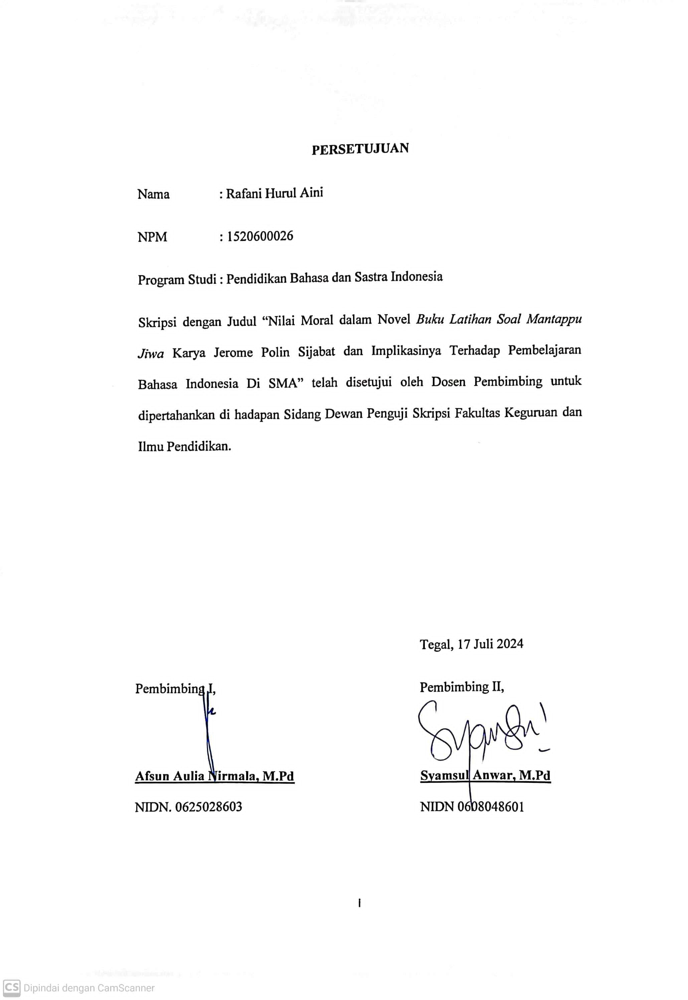 PERSETUJUAN
Nama : Rafani Hurul Aini
NPM : 1520600026
Program Studi : Pendidikan Bahasa dan Sastra Indonesia
Skripsi dengan Judul “Nilai Moral dalam Novel Buku Latihan Soal Mantappu
Jiwa Karya Jerome Polin Sijabat dan Implikasinya Terhadap Pembelajaran
Bahasa Indonesia Di SMA” telah disetujui oleh Dosen Pembimbing untuk
dipertahankan di hadapan Sidang Dewan Penguji Skripsi Fakultas Keguruan dan
Ilmu Pendidikan.
Tegal, 17 Juli 2024
Pembimbing I,
Pembimbing II,
Afsun Aulia Nirmala, M.Pd
Syamsul Anwar, M.Pd
NIDN. 0625028603
NIDN 0608048601
i
CS Dipindai dengan CamScanner